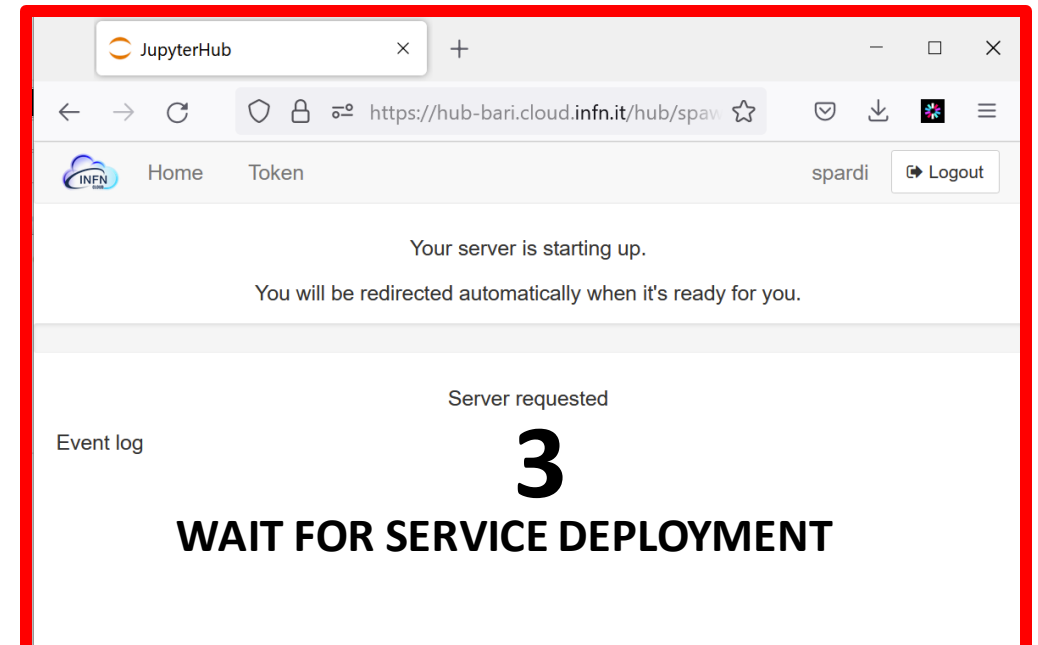 JupyterHub
https://hub-bari.cloud.infn.it/hub/spaw
INFN
Home Token spardi Logout
Your server is starting up.
You will be redirected automatically when it's ready for you.
Server requested
Event log
3
WAIT FOR SERVICE DEPLOYMENT